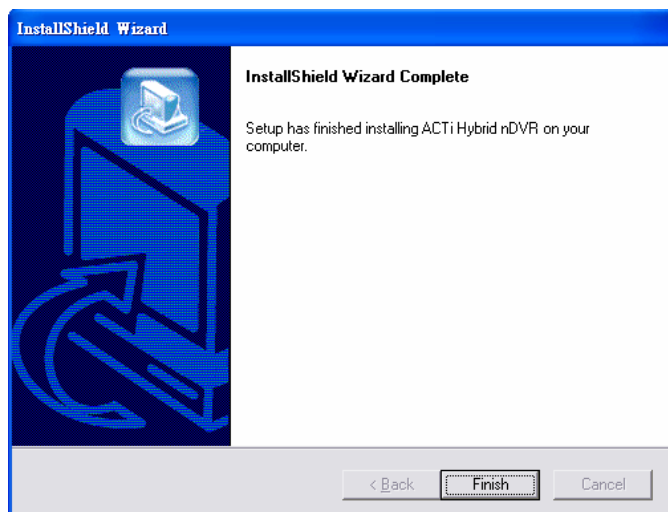 InstallShield Wizard
InstallShield Wizard Complete
Setup has finished installing ACTi Hybrid nDVR on your
computer.
< Back
Finish
Cancel